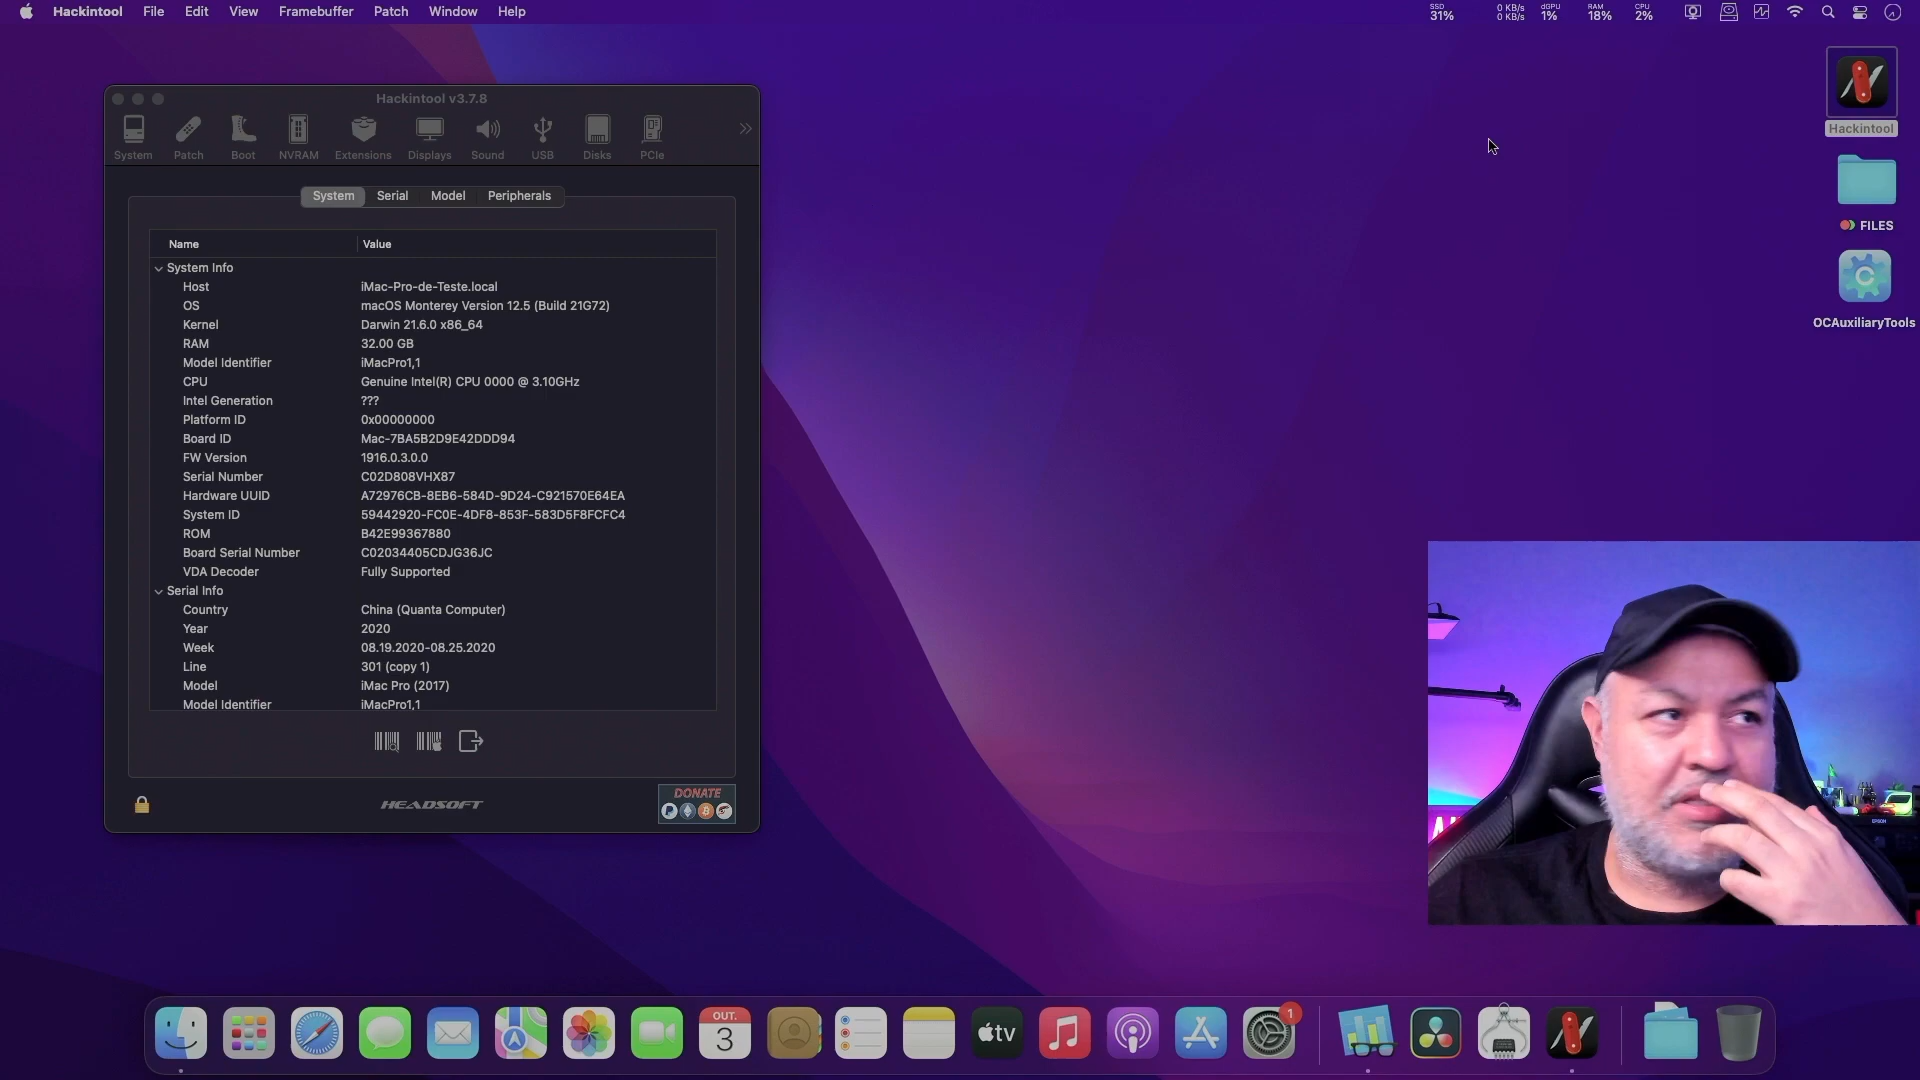 Hackintool File Edit View Framebuffer Patch Window Help
SSD 31% 0 KB/s 0 KB/s dGPU 1% RAM 18% CPU 2%
Hackintool v3.7.8
System Patch Boot NVRAM Extensions Displays Sound USB Disks PCIe
System Serial Model Peripherals
Name Value
System Info
Host iMac-Pro-de-Teste.local
OS macOS Monterey Version 12.5 (Build 21G72)
Kernel Darwin 21.6.0 x86_64
RAM 32.00 GB
Model Identifier iMacPro1,1
CPU Genuine Intel(R) CPU 0000 @ 3.10GHz
Intel Generation ???
Platform ID 0x00000000
Board ID Mac-7BA5B2D9E42DDD94
FW Version 1916.0.3.0.0
Serial Number C02D808VHX87
Hardware UUID A72976CB-8EB6-584D-9D24-C921570E64EA
System ID 59442920-FC0E-4DF8-853F-583D5F8FCFC4
ROM B42E99367880
Board Serial Number C02034405CDJG36JC
VDA Decoder Fully Supported
Serial Info
Country China (Quanta Computer)
Year 2020
Week 08.19.2020-08.25.2020
Line 301 (copy 1)
Model iMac Pro (2017)
Model Identifier iMacPro1,1
HEADSOFT
DONATE
Hackintool
FILES
OCAuxiliaryTools
EPSON
OUT.
3
tv
1